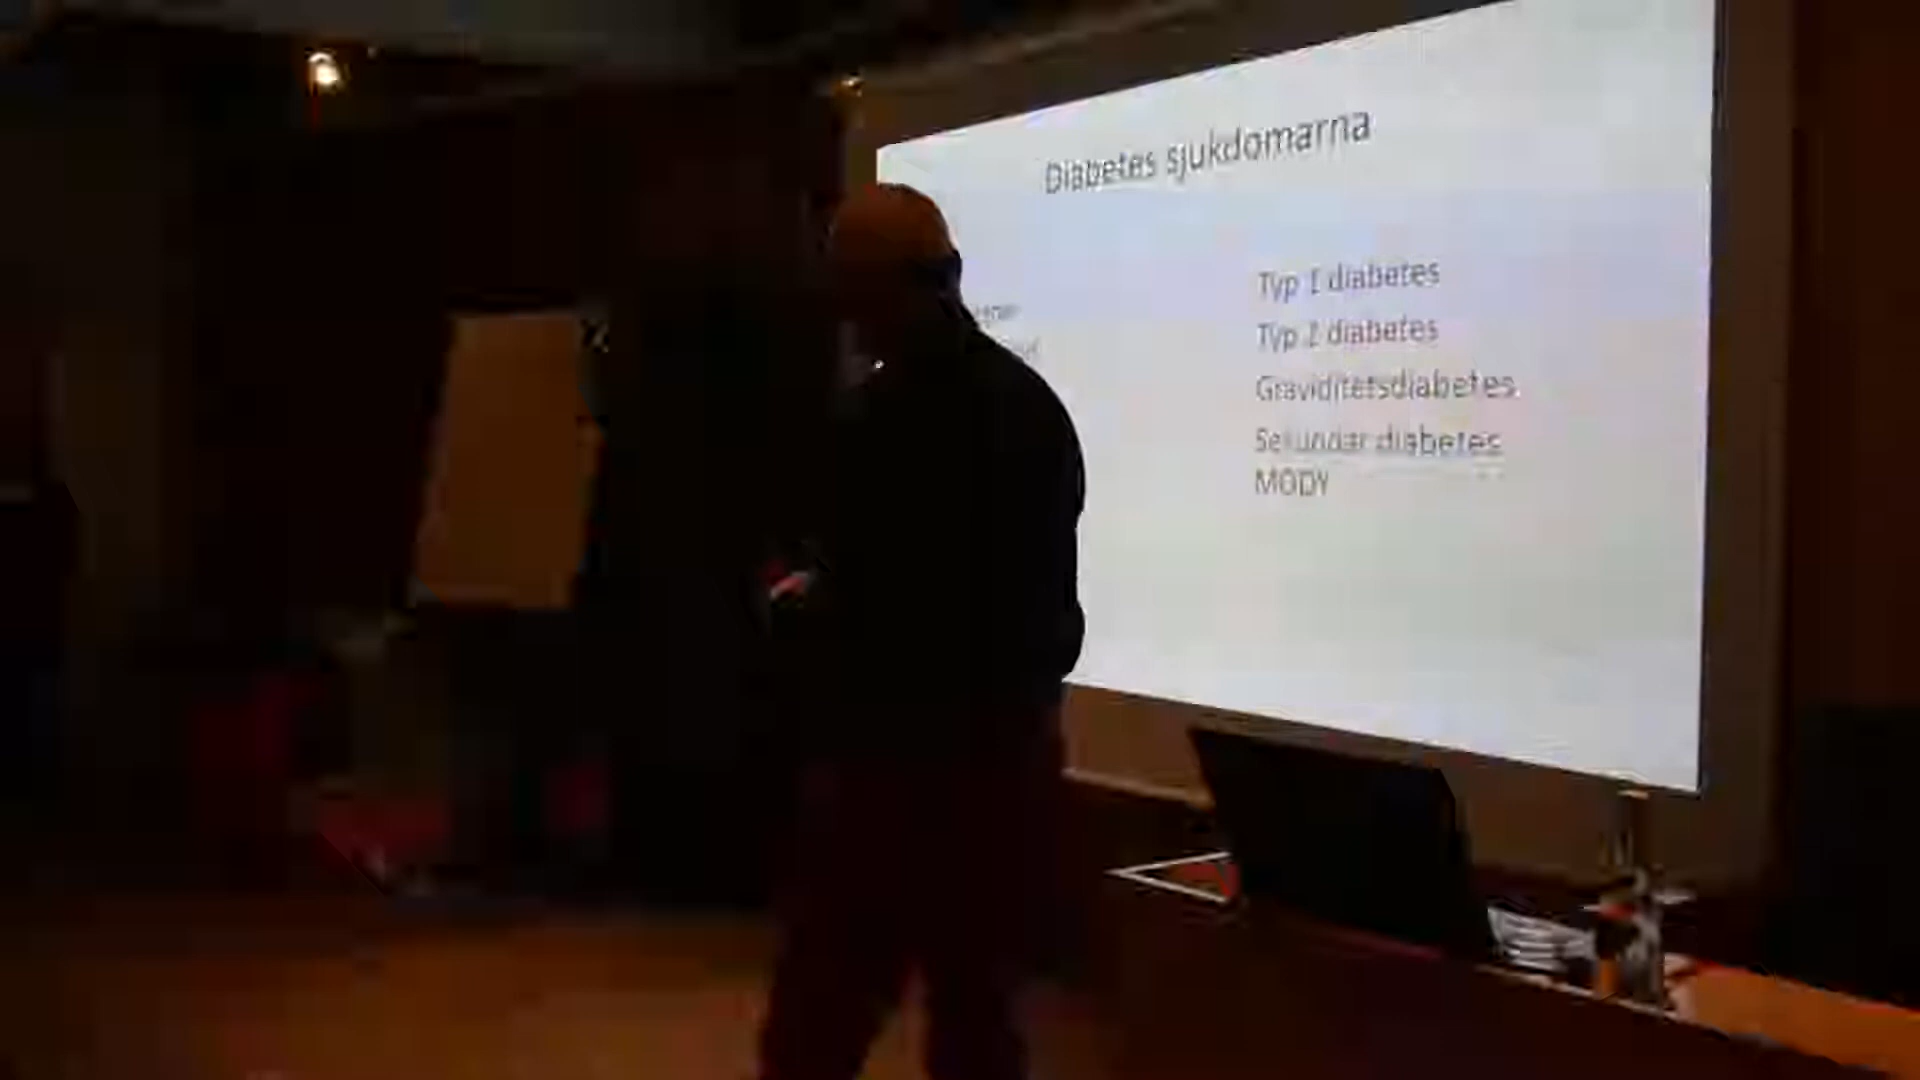 Diabetes sjukdomarna
Typ 1 diabetes
Typ 2 diabetes
Graviditetsdiabetes
Sekundär diabetes
MODY